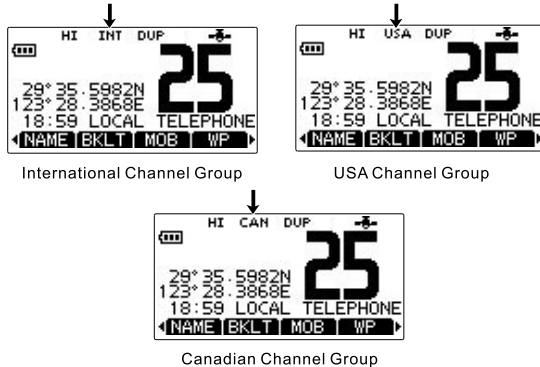 HI INT DUP
25
29° 35.5982N
123° 28.3868E
18:59 LOCAL TELEPHONE
NAME BKLT MOB WP
International Channel Group
HI USA DUP
25
29° 35.5982N
123° 28.3868E
18:59 LOCAL TELEPHONE
NAME BKLT MOB WP
USA Channel Group
HI CAN DUP
25
29° 35.5982N
123° 28.3868E
18:59 LOCAL TELEPHONE
NAME BKLT MOB WP
Canadian Channel Group